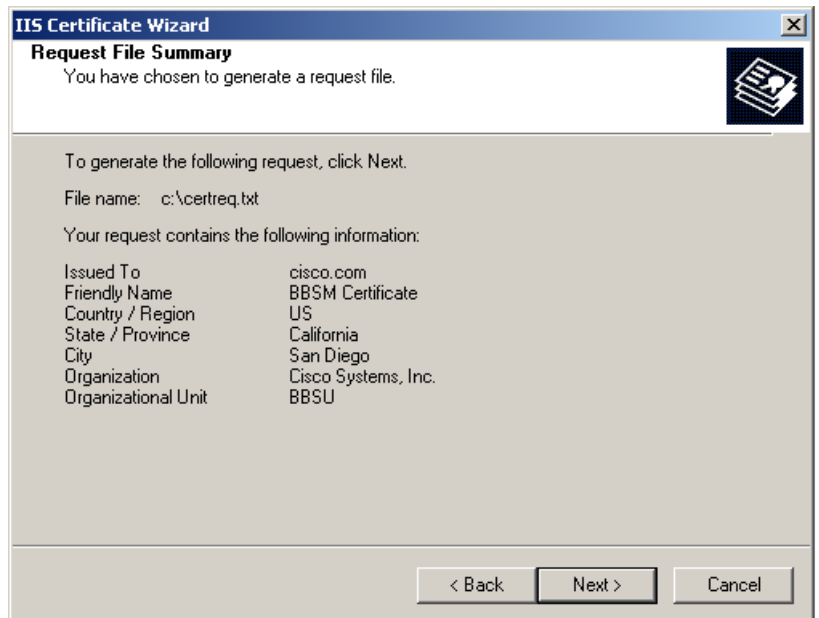 IIS Certificate Wizard
Request File Summary
You have chosen to generate a request file.
To generate the following request, click Next.
File name: c:\certreq.txt
Your request contains the following information:
Issued To cisco.com
Friendly Name BBSM Certificate
Country / Region US
State / Province California
City San Diego
Organization Cisco Systems, Inc.
Organizational Unit BBSU
< Back Next > Cancel